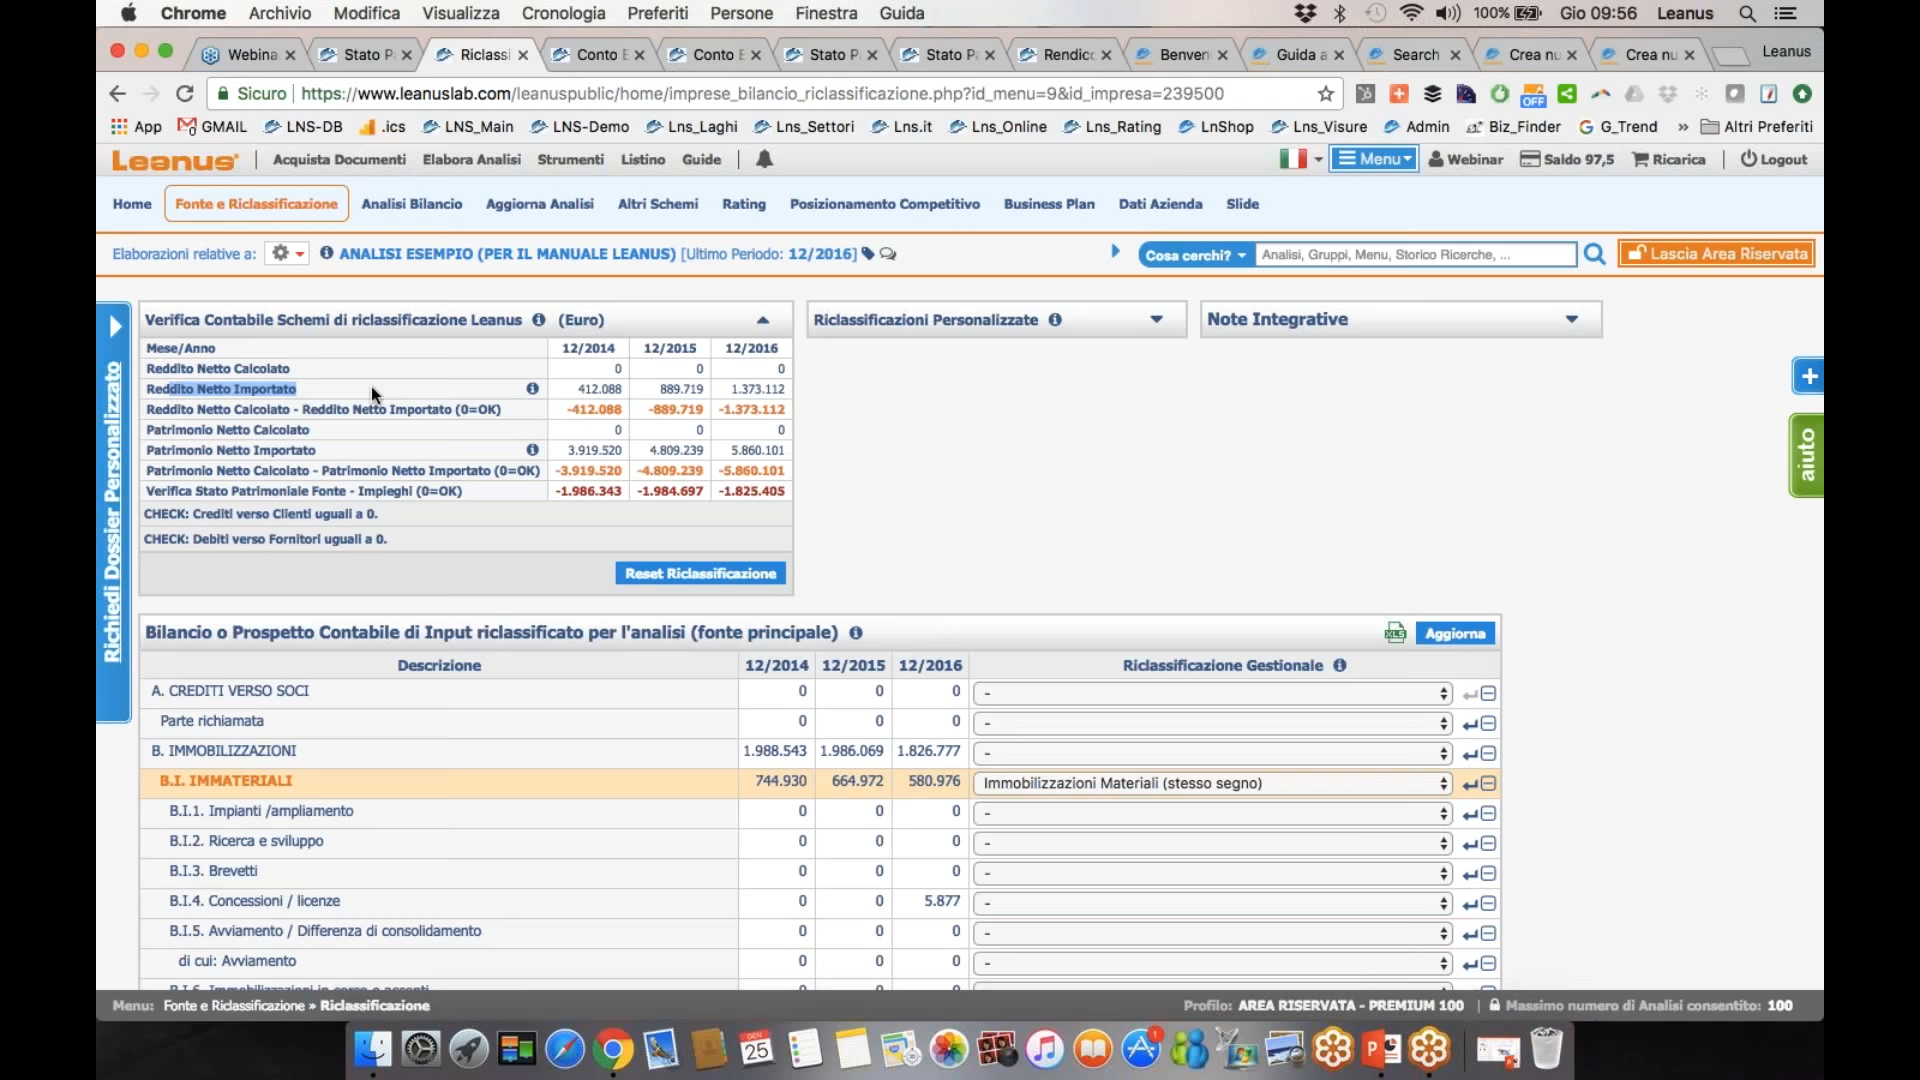 Chrome Archivio Modifica Visualizza Cronologia Preferiti Persone Finestra Guida 100% Gio 09:56 Leanus
Webina Stato P Riclassi Conto E Conto E Stato P Stato P Rendico Benven Guida a Search Crea nu Crea nu Leanus
Sicuro https://www.leanuslab.com/leanuspublic/home/imprese_bilancio_riclassificazione.php?id_menu=9&id_impresa=239500 OFF
App GMAIL LNS-DB .ics LNS_Main LNS-Demo Lns_Laghi Lns_Settori Lns.it Lns_Online Lns_Rating LnShop Lns_Visure Admin Biz_Finder G_Trend » Altri Preferiti
Leanus Acquista Documenti Elabora Analisi Strumenti Listino Guide Menu Webinar Saldo 97,5 Ricarica Logout
Home Fonte e Riclassificazione Analisi Bilancio Aggiorna Analisi Altri Schemi Rating Posizionamento Competitivo Business Plan Dati Azienda Slide
Elaborazioni relative a: ANALISI ESEMPIO (PER IL MANUALE LEANUS) [Ultimo Periodo: 12/2016] Cosa cerchi? Analisi, Gruppi, Menu, Storico Ricerche, ... Lascia Area Riservata
Richiedi Dossier Personalizzato
Verifica Contabile Schemi di riclassificazione Leanus (Euro) Riclassificazioni Personalizzate Note Integrative
Mese/Anno 12/2014 12/2015 12/2016
Reddito Netto Calcolato 0 0 0
Reddito Netto Importato 412.088 889.719 1.373.112
Reddito Netto Calcolato - Reddito Netto Importato (0=OK) -412.088 -889.719 -1.373.112
Patrimonio Netto Calcolato 0 0 0
Patrimonio Netto Importato 3.919.520 4.809.239 5.860.101
Patrimonio Netto Calcolato - Patrimonio Netto Importato (0=OK) -3.919.520 -4.809.239 -5.860.101
Verifica Stato Patrimoniale Fonte - Impieghi (0=OK) -1.986.343 -1.984.697 -1.825.405
CHECK: Crediti verso Clienti uguali a 0.
CHECK: Debiti verso Fornitori uguali a 0.
Reset Riclassificazione
aiuto
Bilancio o Prospetto Contabile di Input riclassificato per l'analisi (fonte principale) XLS Aggiorna
Descrizione 12/2014 12/2015 12/2016 Riclassificazione Gestionale
A. CREDITI VERSO SOCI 0 0 0 -
Parte richiamata 0 0 0 -
B. IMMOBILIZZAZIONI 1.988.543 1.986.069 1.826.777 -
B.I. IMMATERIALI 744.930 664.972 580.976 Immobilizzazioni Materiali (stesso segno)
B.I.1. Impianti /ampliamento 0 0 0 -
B.I.2. Ricerca e sviluppo 0 0 0 -
B.I.3. Brevetti 0 0 0 -
B.I.4. Concessioni / licenze 0 0 5.877 -
B.I.5. Avviamento / Differenza di consolidamento 0 0 0 -
di cui: Avviamento 0 0 0 -
B.I.6. Immobilizzazioni in corso e acconti 0 0 0
Menu: Fonte e Riclassificazione » Riclassificazione Profilo: AREA RISERVATA - PREMIUM 100 | Massimo numero di Analisi consentito: 100
GEN
25
1
P